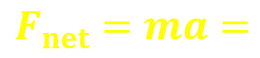 F_net = ma =